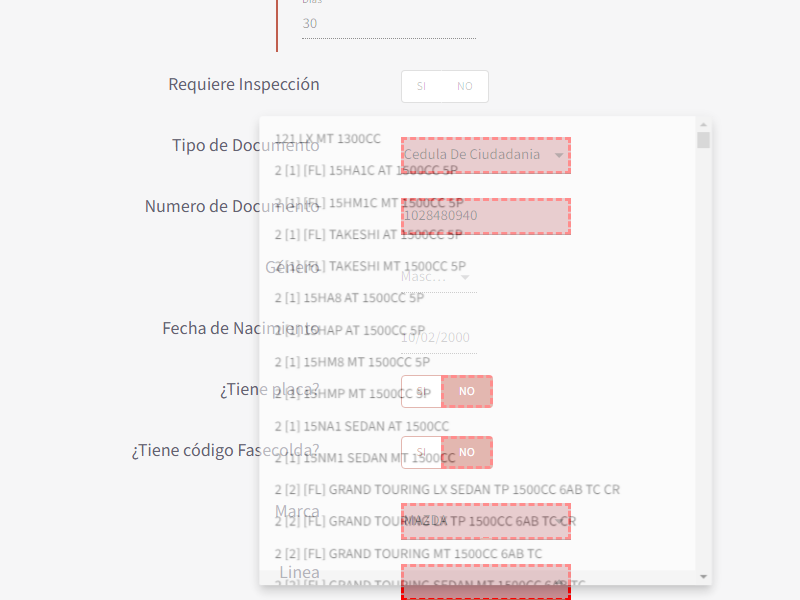 Días
30
Requiere Inspección
SI NO
121 LX MT 1300CC
Tipo de Documento
Cedula De Ciudadania
2 [1] [FL] 15HA1C AT 1500CC 5P
2 [1] [FL] 15HM1C MT 1500CC 5P
Numero de Documento
1028480940
2 [1] [FL] TAKESHI AT 1500CC 5P
Género
2 [1] [FL] TAKESHI MT 1500CC 5P
Masc...
2 [1] 15HA8 AT 1500CC 5P
Fecha de Nacimiento
2 [1] 15HAP AT 1500CC 5P
10/02/2000
2 [1] 15HM8 MT 1500CC 5P
¿Tiene placa?
SI NO
2 [1] 15HMP MT 1500CC 5P
2 [1] 15NA1 SEDAN AT 1500CC
¿Tiene código Fasecolda?
SI NO
2 [1] 15NM1 SEDAN MT 1500CC
2 [2] [FL] GRAND TOURING LX SEDAN TP 1500CC 6AB TC CR
Marca
MAZDA
2 [2] [FL] GRAND TOURING LX TP 1500CC 6AB TC CR
2 [2] [FL] GRAND TOURING MT 1500CC 6AB TC
Linea
2 [2] [FL] GRAND TOURING SEDAN MT 1500CC 6AB TC